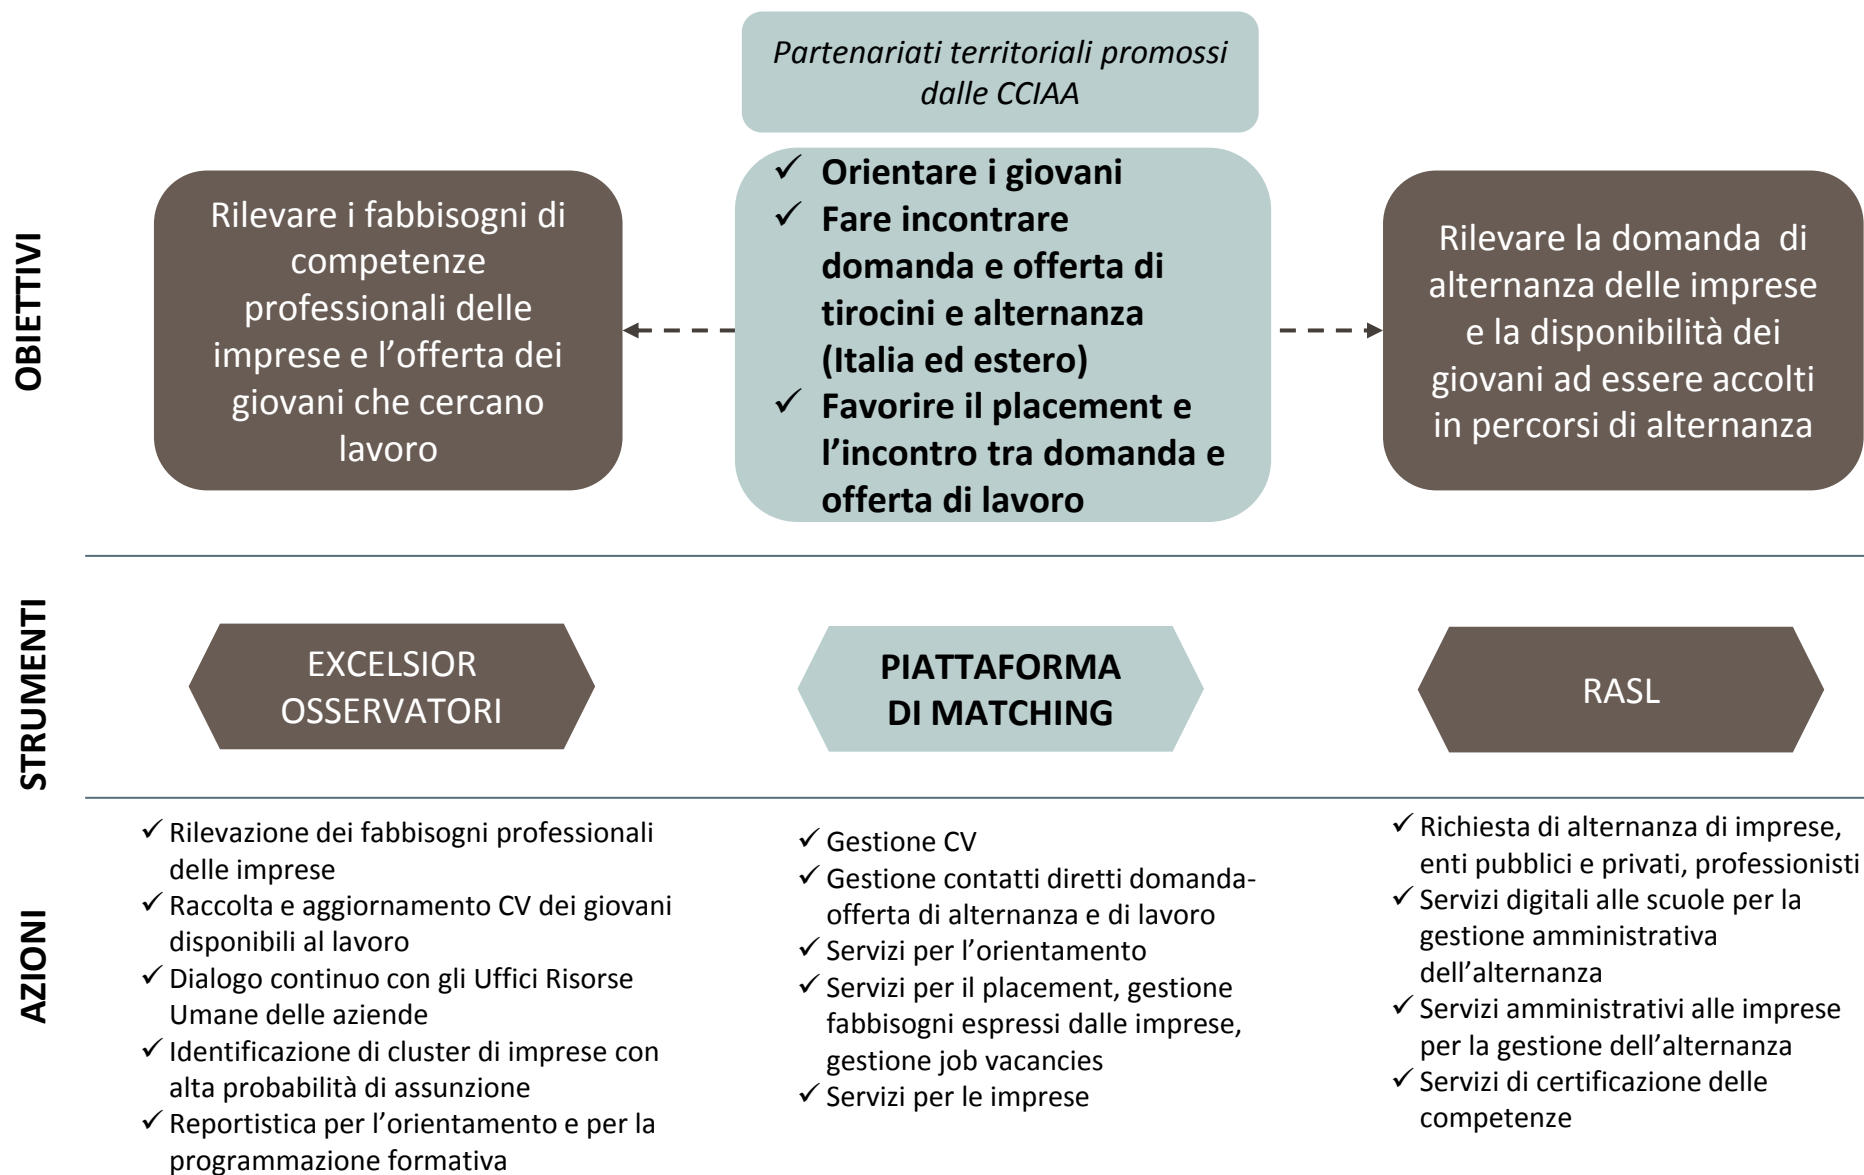 Partenariati territoriali promossi
dalle CCIAA
OBIETTIVI
Rilevare i fabbisogni di
competenze
professionali delle
imprese e l’offerta dei
giovani che cercano
lavoro
✓ Orientare i giovani
✓ Fare incontrare
domanda e offerta di
tirocini e alternanza
(Italia ed estero)
✓ Favorire il placement e
l’incontro tra domanda e
offerta di lavoro
Rilevare la domanda di
alternanza delle imprese
e la disponibilità dei
giovani ad essere accolti
in percorsi di alternanza
STRUMENTI
EXCELSIOR
OSSERVATORI
PIATTAFORMA
DI MATCHING
RASL
AZIONI
✓ Rilevazione dei fabbisogni professionali
delle imprese
✓ Raccolta e aggiornamento CV dei giovani
disponibili al lavoro
✓ Dialogo continuo con gli Uffici Risorse
Umane delle aziende
✓ Identificazione di cluster di imprese con
alta probabilità di assunzione
✓ Reportistica per l’orientamento e per la
programmazione formativa
✓ Gestione CV
✓ Gestione contatti diretti domanda-
offerta di alternanza e di lavoro
✓ Servizi per l’orientamento
✓ Servizi per il placement, gestione
fabbisogni espressi dalle imprese,
gestione job vacancies
✓ Servizi per le imprese
✓ Richiesta di alternanza di imprese,
enti pubblici e privati, professionisti
✓ Servizi digitali alle scuole per la
gestione amministrativa
dell’alternanza
✓ Servizi amministrativi alle imprese
per la gestione dell’alternanza
✓ Servizi di certificazione delle
competenze